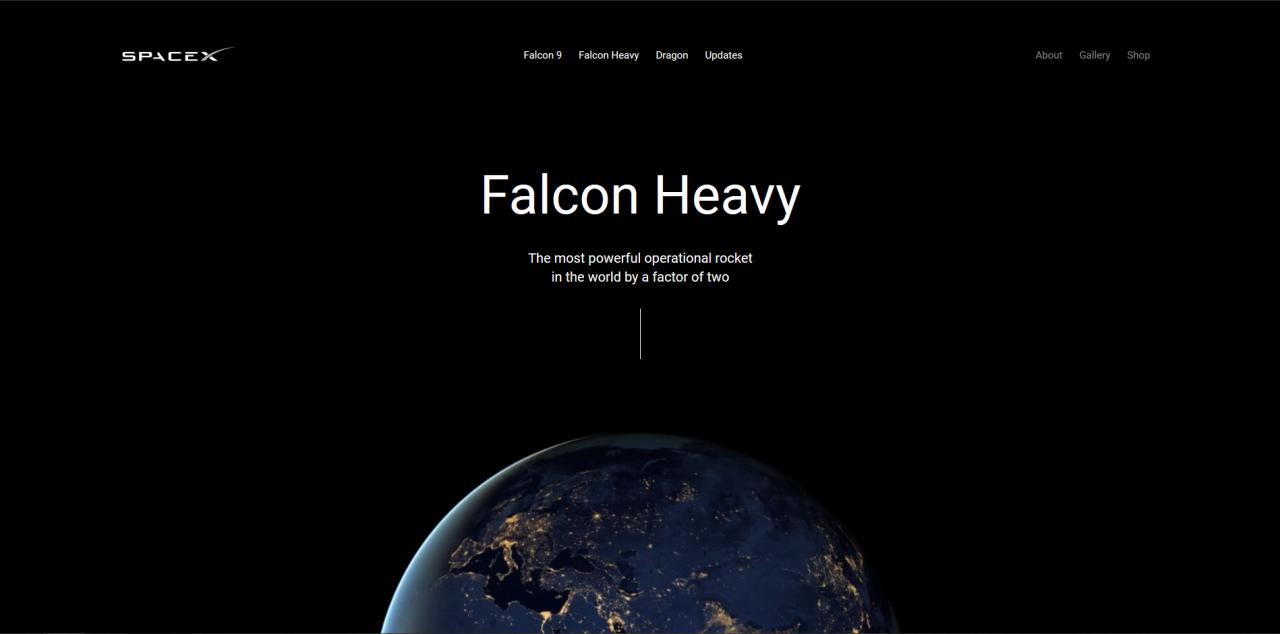 SPACEX
Falcon 9 Falcon Heavy Dragon Updates
About Gallery Shop
Falcon Heavy
The most powerful operational rocket
in the world by a factor of two